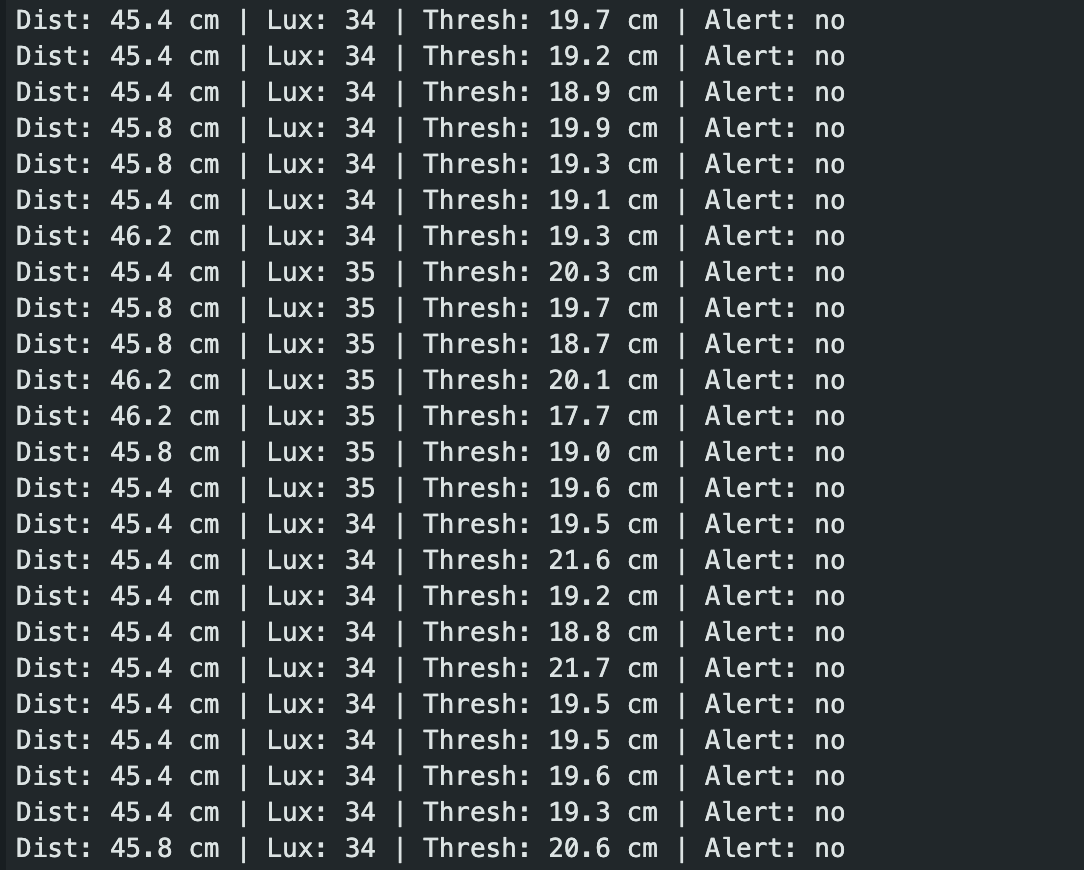 Dist: 45.4 cm | Lux: 34 | Thresh: 19.7 cm | Alert: no
Dist: 45.4 cm | Lux: 34 | Thresh: 19.2 cm | Alert: no
Dist: 45.4 cm | Lux: 34 | Thresh: 18.9 cm | Alert: no
Dist: 45.8 cm | Lux: 34 | Thresh: 19.9 cm | Alert: no
Dist: 45.8 cm | Lux: 34 | Thresh: 19.3 cm | Alert: no
Dist: 45.4 cm | Lux: 34 | Thresh: 19.1 cm | Alert: no
Dist: 46.2 cm | Lux: 34 | Thresh: 19.3 cm | Alert: no
Dist: 45.4 cm | Lux: 35 | Thresh: 20.3 cm | Alert: no
Dist: 45.8 cm | Lux: 35 | Thresh: 19.7 cm | Alert: no
Dist: 45.8 cm | Lux: 35 | Thresh: 18.7 cm | Alert: no
Dist: 46.2 cm | Lux: 35 | Thresh: 20.1 cm | Alert: no
Dist: 46.2 cm | Lux: 35 | Thresh: 17.7 cm | Alert: no
Dist: 45.8 cm | Lux: 35 | Thresh: 19.0 cm | Alert: no
Dist: 45.4 cm | Lux: 35 | Thresh: 19.6 cm | Alert: no
Dist: 45.4 cm | Lux: 34 | Thresh: 19.5 cm | Alert: no
Dist: 45.4 cm | Lux: 34 | Thresh: 21.6 cm | Alert: no
Dist: 45.4 cm | Lux: 34 | Thresh: 19.2 cm | Alert: no
Dist: 45.4 cm | Lux: 34 | Thresh: 18.8 cm | Alert: no
Dist: 45.4 cm | Lux: 34 | Thresh: 21.7 cm | Alert: no
Dist: 45.4 cm | Lux: 34 | Thresh: 19.5 cm | Alert: no
Dist: 45.4 cm | Lux: 34 | Thresh: 19.5 cm | Alert: no
Dist: 45.4 cm | Lux: 34 | Thresh: 19.6 cm | Alert: no
Dist: 45.4 cm | Lux: 34 | Thresh: 19.3 cm | Alert: no
Dist: 45.8 cm | Lux: 34 | Thresh: 20.6 cm | Alert: no